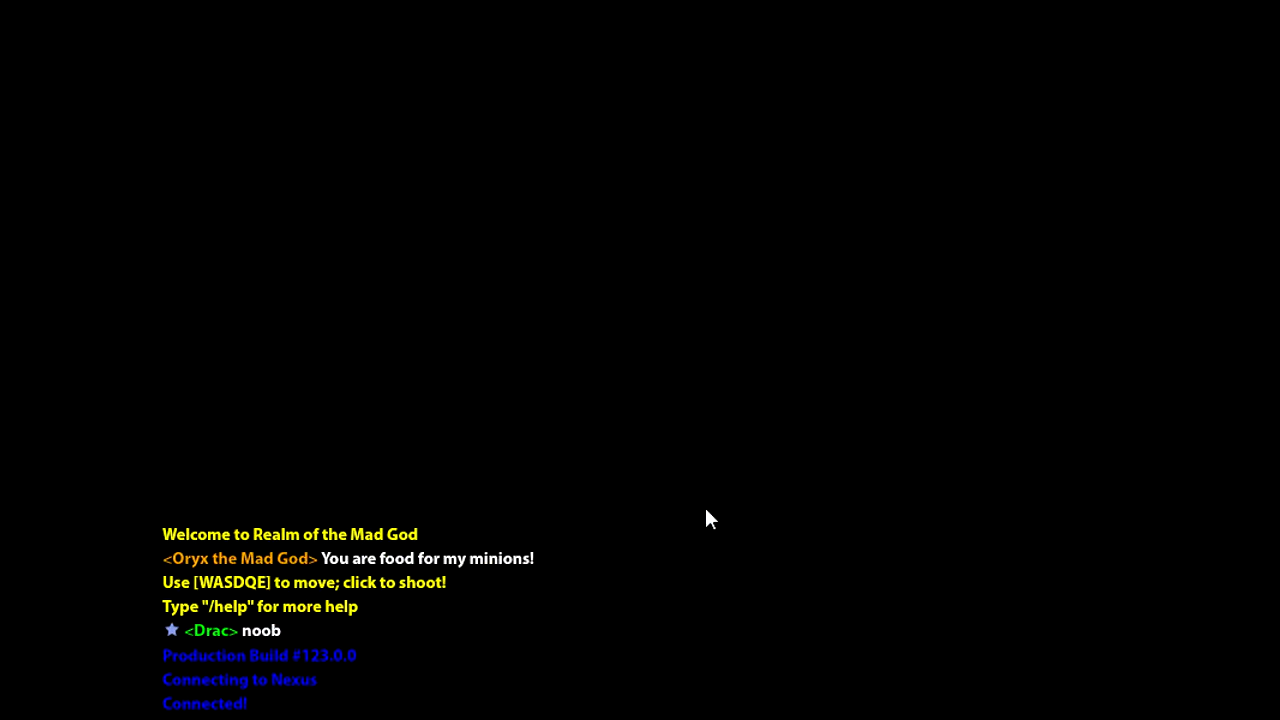 Welcome to Realm of the Mad God
<Oryx the Mad God> You are food for my minions!
Use [WASDQE] to move; click to shoot!
Type "/help" for more help
<Drac> noob
Production Build #123.0.0
Connecting to Nexus
Connected!